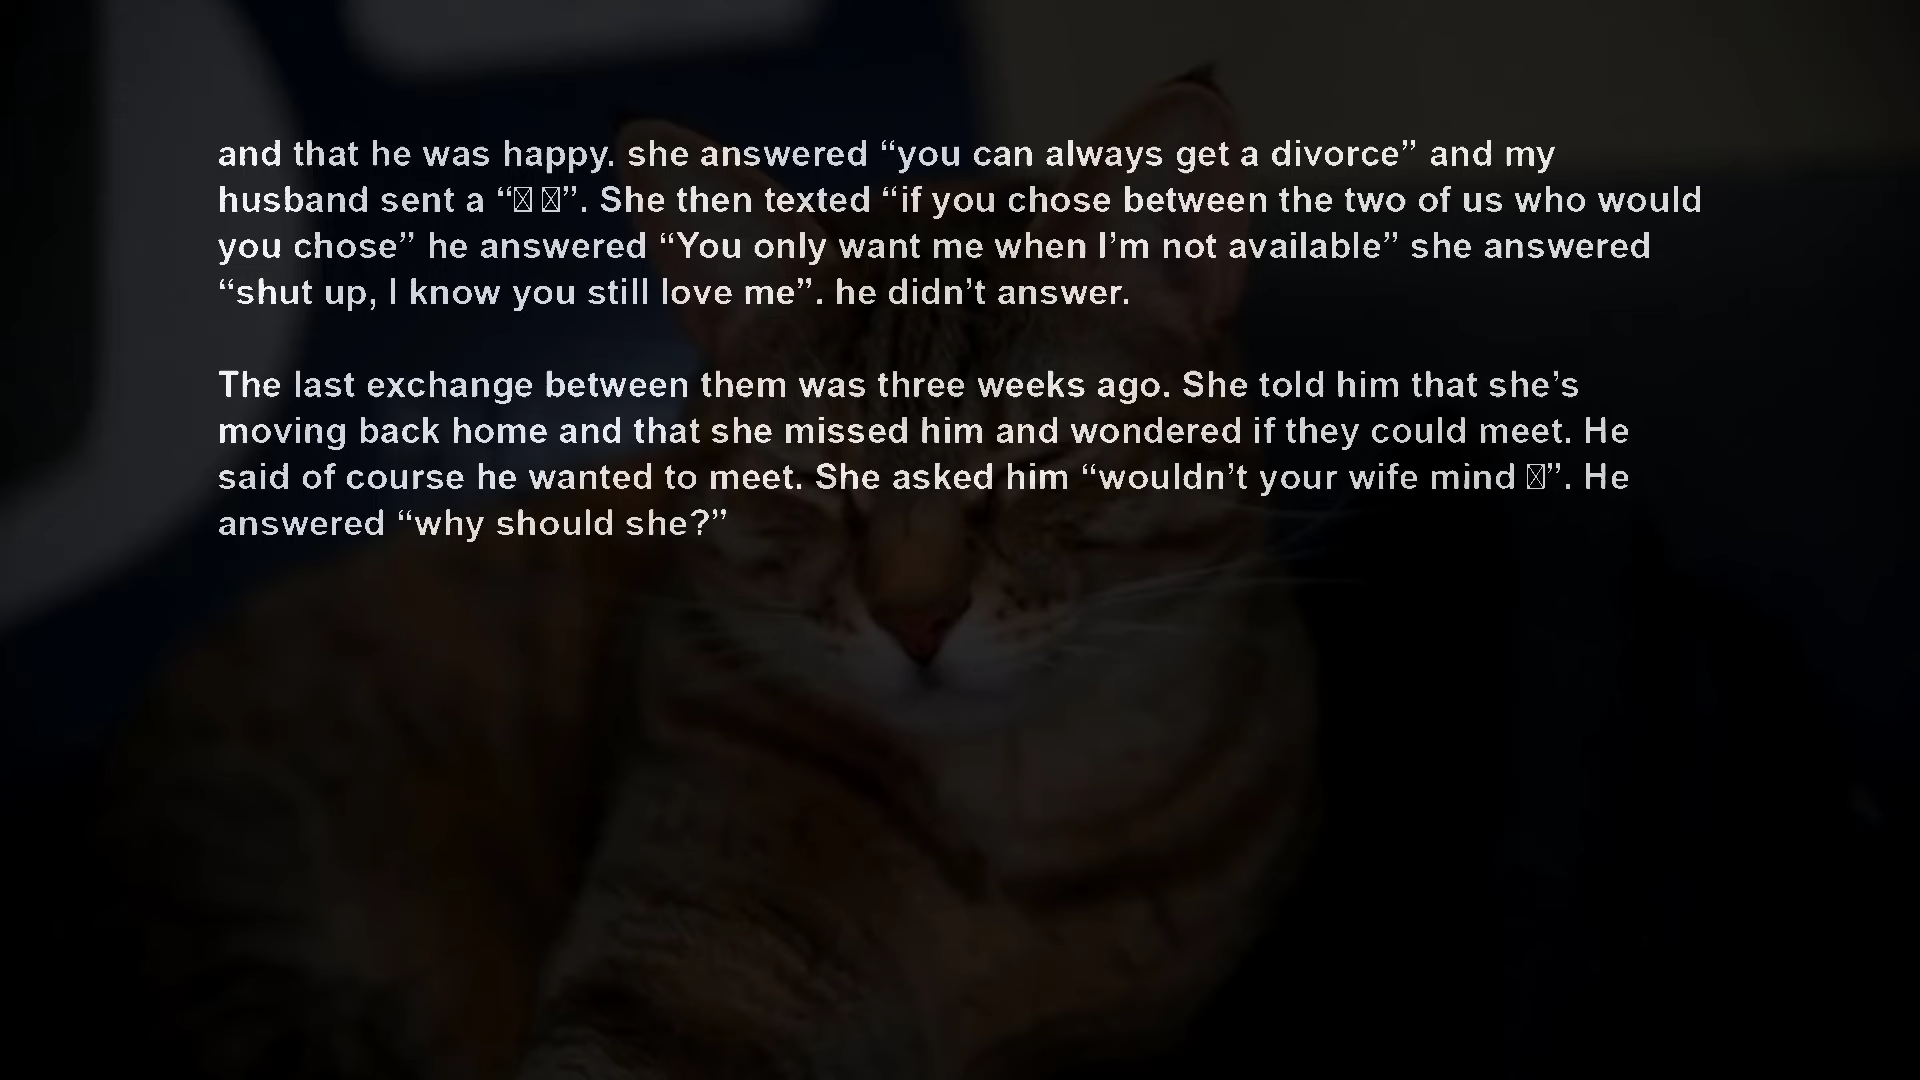 and that he was happy. she answered “you can always get a divorce” and my
husband sent a “ ”. She then texted “if you chose between the two of us who would
you chose” he answered “You only want me when I’m not available” she answered
“shut up, I know you still love me”. he didn’t answer.
The last exchange between them was three weeks ago. She told him that she’s
moving back home and that she missed him and wondered if they could meet. He
said of course he wanted to meet. She asked him “wouldn’t your wife mind ”. He
answered “why should she?”